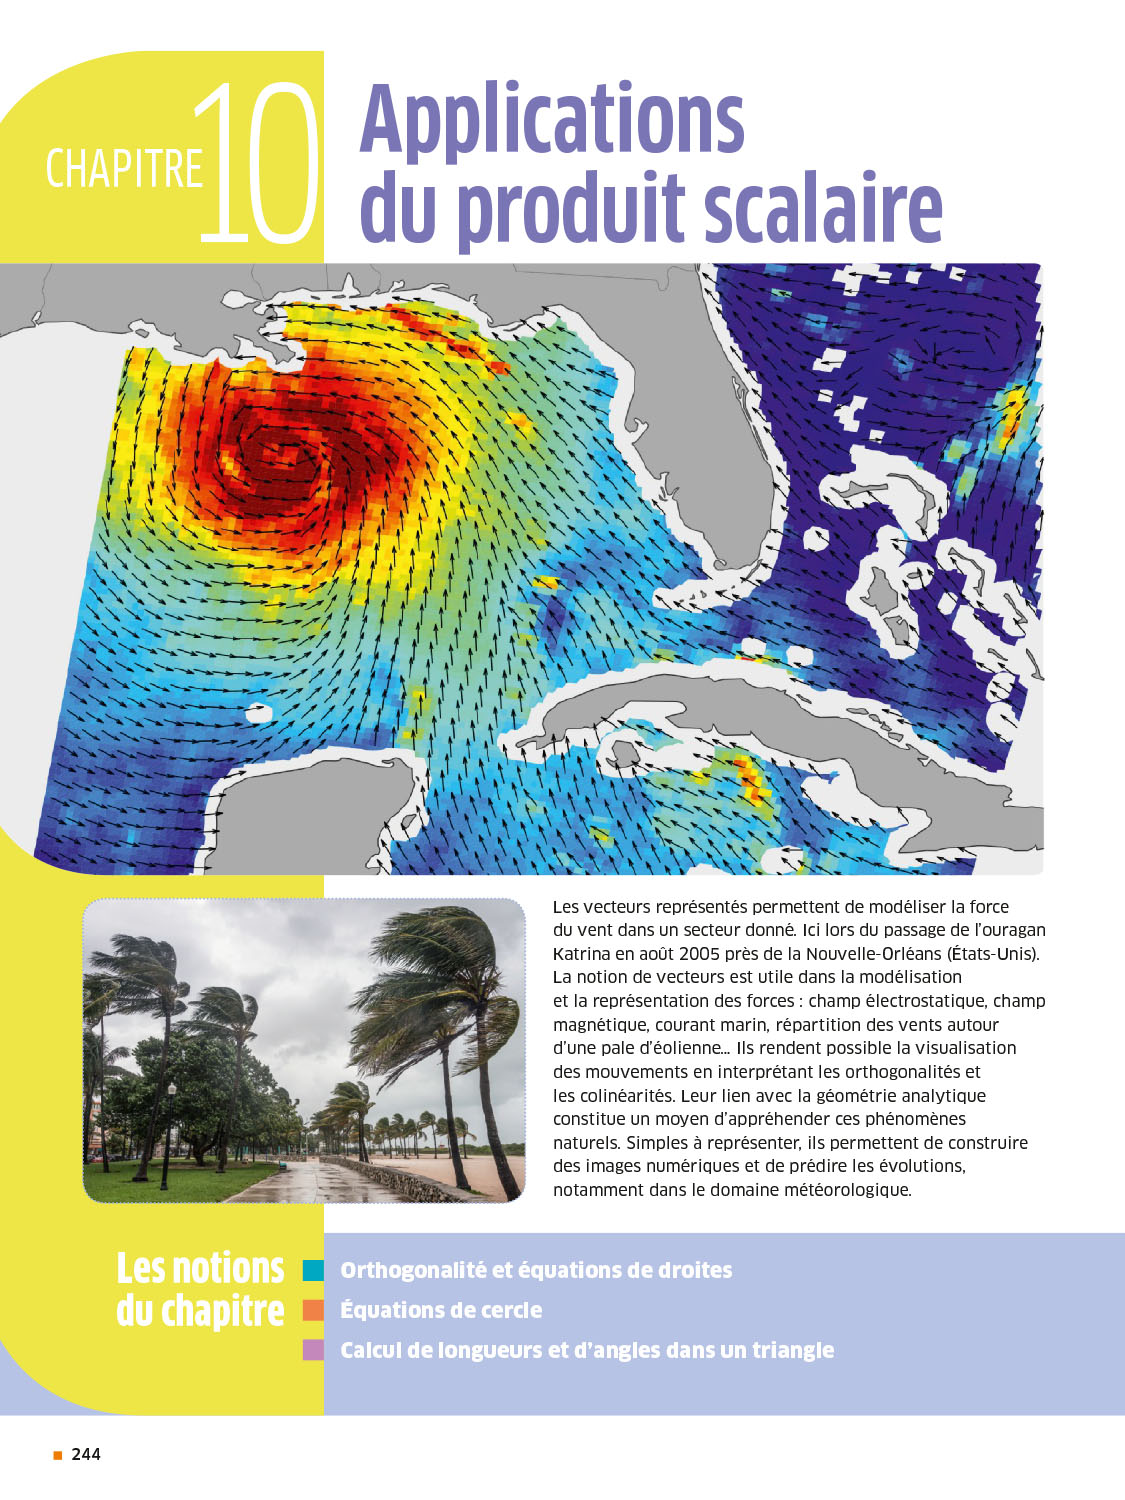 CHAPITRE 10
Applications
du produit scalaire
Les vecteurs représentés permettent de modéliser la force
du vent dans un secteur donné. Ici lors du passage de l'ouragan
Katrina en août 2005 près de la Nouvelle-Orléans (États-Unis).
La notion de vecteurs est utile dans la modélisation
et la représentation des forces : champ électrostatique, champ
magnétique, courant marin, répartition des vents autour
d'une pale d'éolienne… Ils rendent possible la visualisation
des mouvements en interprétant les orthogonalités et
les colinéarités. Leur lien avec la géométrie analytique
constitue un moyen d'appréhender ces phénomènes
naturels. Simples à représenter, ils permettent de construire
des images numériques et de prédire les évolutions,
notamment dans le domaine météorologique.
Les notions
du chapitre
Orthogonalité et équations de droites
Équations de cercle
Calcul de longueurs et d'angles dans un triangle
244